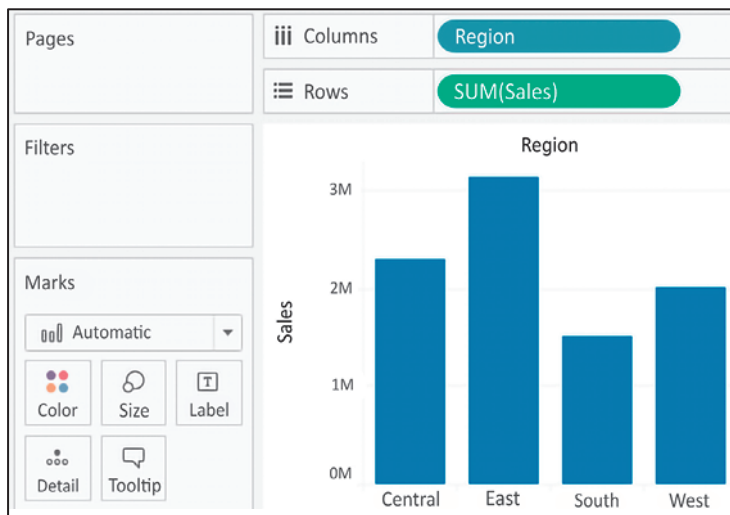 Pages
Columns
Region
Rows
SUM(Sales)
Filters
Marks
Automatic
Color
Size
Label
Detail
Tooltip
Region
Sales
3M
2M
1M
0M
Central
East
South
West